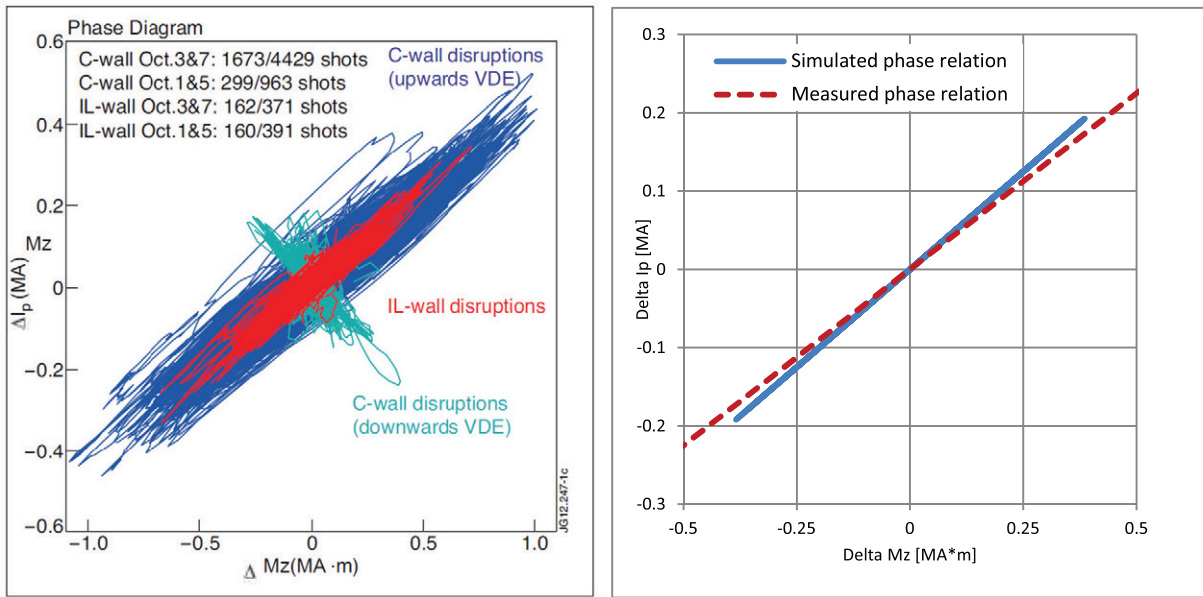 Phase Diagram
0.6
C-wall Oct.3&7: 1673/4429 shots
C-wall Oct.1&5: 299/963 shots
IL-wall Oct.3&7: 162/371 shots
IL-wall Oct.1&5: 160/391 shots
C-wall disruptions
(upwards VDE)
0.4
0.2
Mz
0
ΔIp (MA)
−0.2
−0.4
−0.6
IL-wall disruptions
C-wall disruptions
(downwards VDE)
JG12.247-1c
−1.0
−0.5
0
0.5
1.0
Δ Mz(MA ·m)
0.3
0.2
0.1
0
-0.1
-0.2
-0.3
Delta Ip [MA]
Simulated phase relation
Measured phase relation
-0.5
-0.25
0
0.25
0.5
Delta Mz [MA*m]